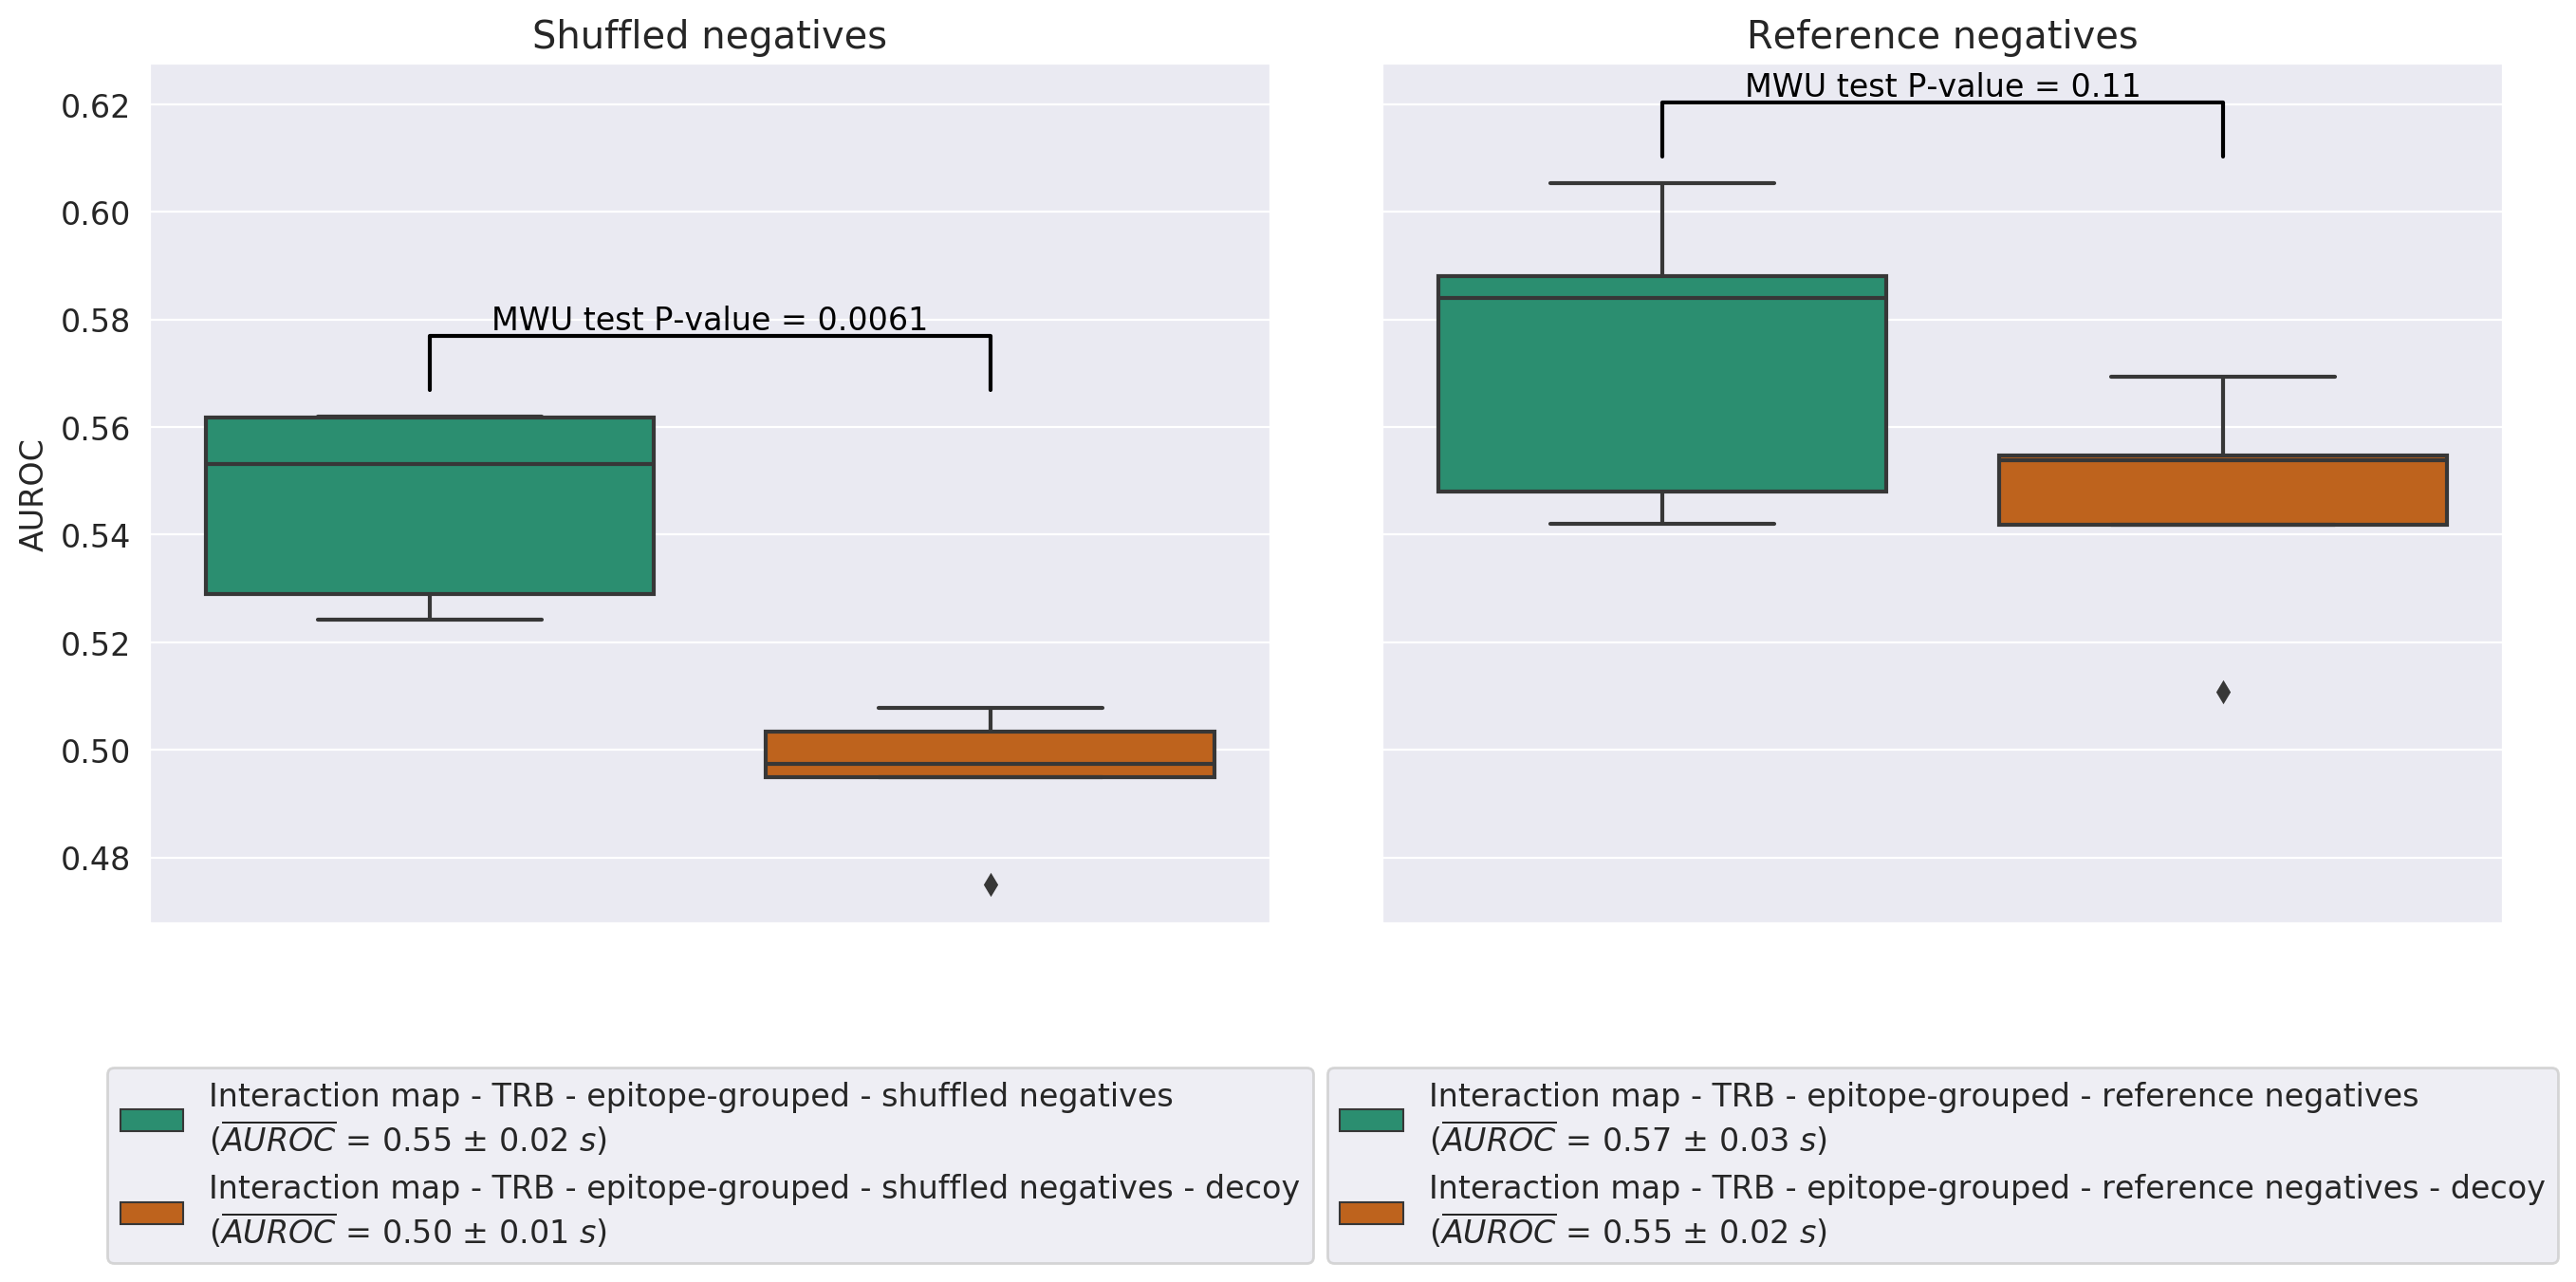 Shuffled negatives
Reference negatives
MWU test P-value = 0.11
MWU test P-value = 0.0061
AUROC
0.62
0.60
0.58
0.56
0.54
0.52
0.50
0.48
Interaction map - TRB - epitope-grouped - shuffled negatives
(A̅U̅R̅O̅C̅ = 0.55 ± 0.02 s)
Interaction map - TRB - epitope-grouped - shuffled negatives - decoy
(A̅U̅R̅O̅C̅ = 0.50 ± 0.01 s)
Interaction map - TRB - epitope-grouped - reference negatives
(A̅U̅R̅O̅C̅ = 0.57 ± 0.03 s)
Interaction map - TRB - epitope-grouped - reference negatives - decoy
(A̅U̅R̅O̅C̅ = 0.55 ± 0.02 s)